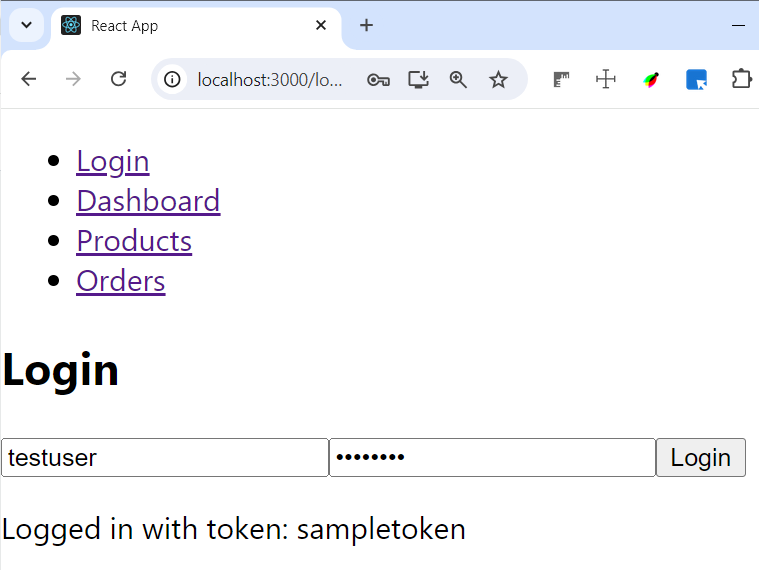 React App
localhost:3000/lo...
Login
Dashboard
Products
Orders
Login
testuser •••••••• Login
Logged in with token: sampletoken